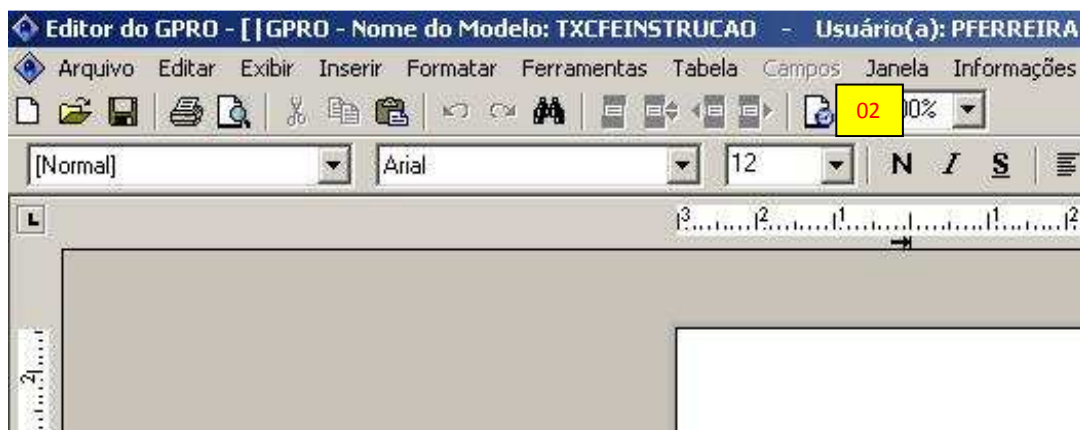 Editor do GPRO - [ | GPRO - Nome do Modelo: TXCFEINSTRUCAO - Usuário(a): PFERREIRA
Arquivo Editar Exibir Inserir Formatar Ferramentas Tabela Campos Janela Informações
02 00%
[Normal] Arial 12 N I S
L
3 2 1 1 2
2